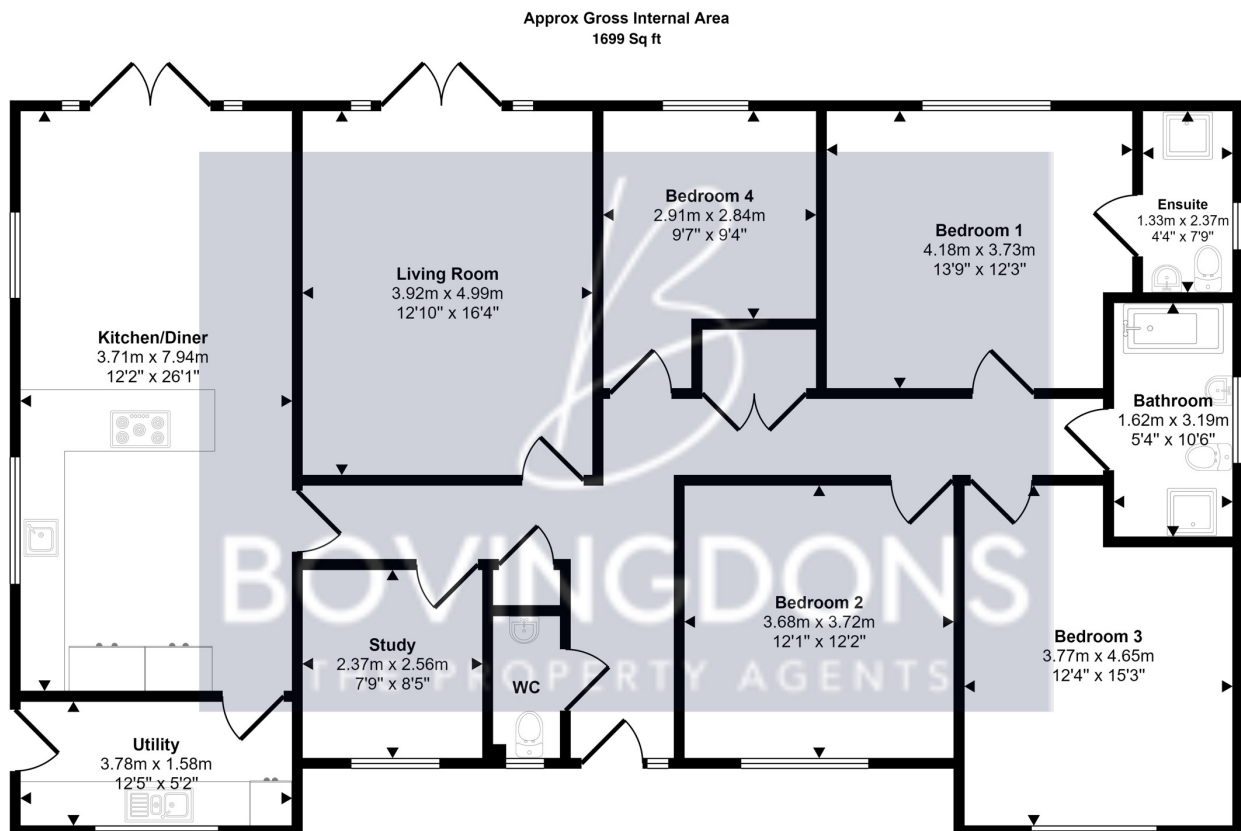 Approx Gross Internal Area
1699 Sq ft
Bedroom 4
2.91m x 2.84m
9'7" x 9'4"
Bedroom 1
4.18m x 3.73m
13'9" x 12'3"
Ensuite
1.33m x 2.37m
4'4" x 7'9"
Living Room
3.92m x 4.99m
12'10" x 16'4"
Kitchen/Diner
3.71m x 7.94m
12'2" x 26'1"
Bathroom
1.62m x 3.19m
5'4" x 10'6"
BOVINGDONS
THE PROPERTY AGENTS
Study
2.37m x 2.56m
7'9" x 8'5"
WC
Bedroom 2
3.68m x 3.72m
12'1" x 12'2"
Bedroom 3
3.77m x 4.65m
12'4" x 15'3"
Utility
3.78m x 1.58m
12'5" x 5'2"